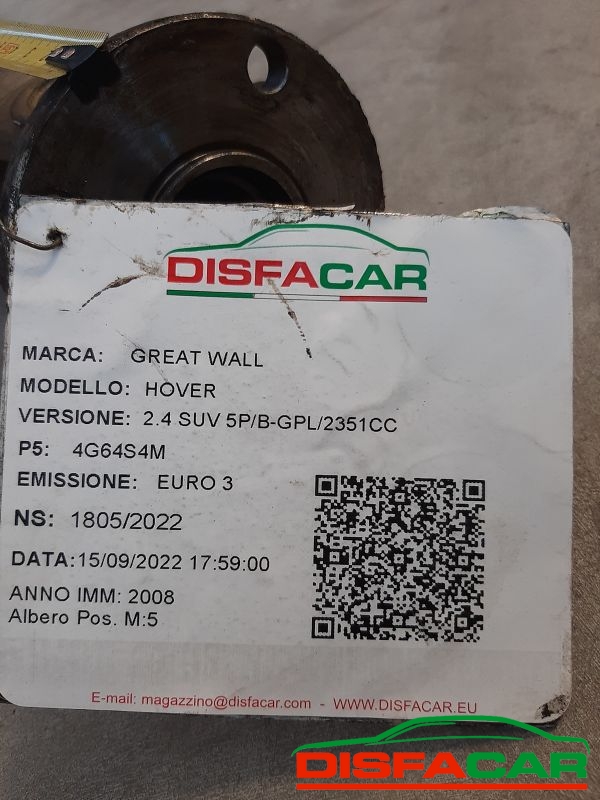 DISFACAR
MARCA: GREAT WALL
MODELLO: HOVER
VERSIONE: 2.4 SUV 5P/B-GPL/2351CC
P5: 4G64S4M
EMISSIONE: EURO 3
NS: 1805/2022
DATA:15/09/2022 17:59:00
ANNO IMM: 2008
Albero Pos. M:5
E-mail: magazzino@disfacar.com - WWW.DISFACAR.EU
DISFACAR